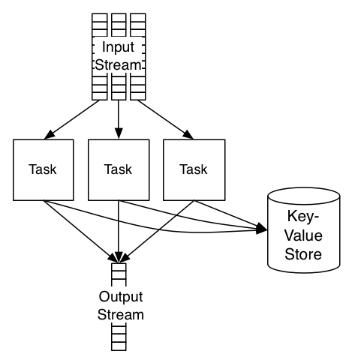 Input
Stream
Task
Task
Task
Key-
Value
Store
Output
Stream